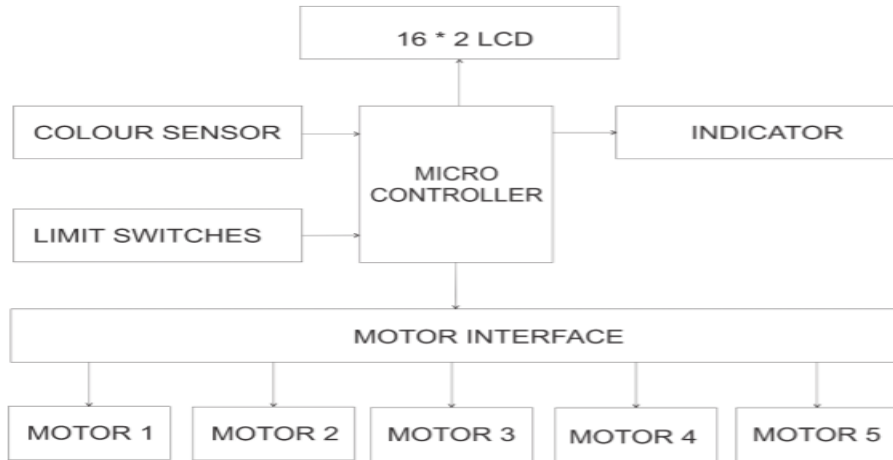 16 * 2 LCD
COLOUR SENSOR
INDICATOR
MICRO
CONTROLLER
LIMIT SWITCHES
MOTOR INTERFACE
MOTOR 1
MOTOR 2
MOTOR 3
MOTOR 4
MOTOR 5